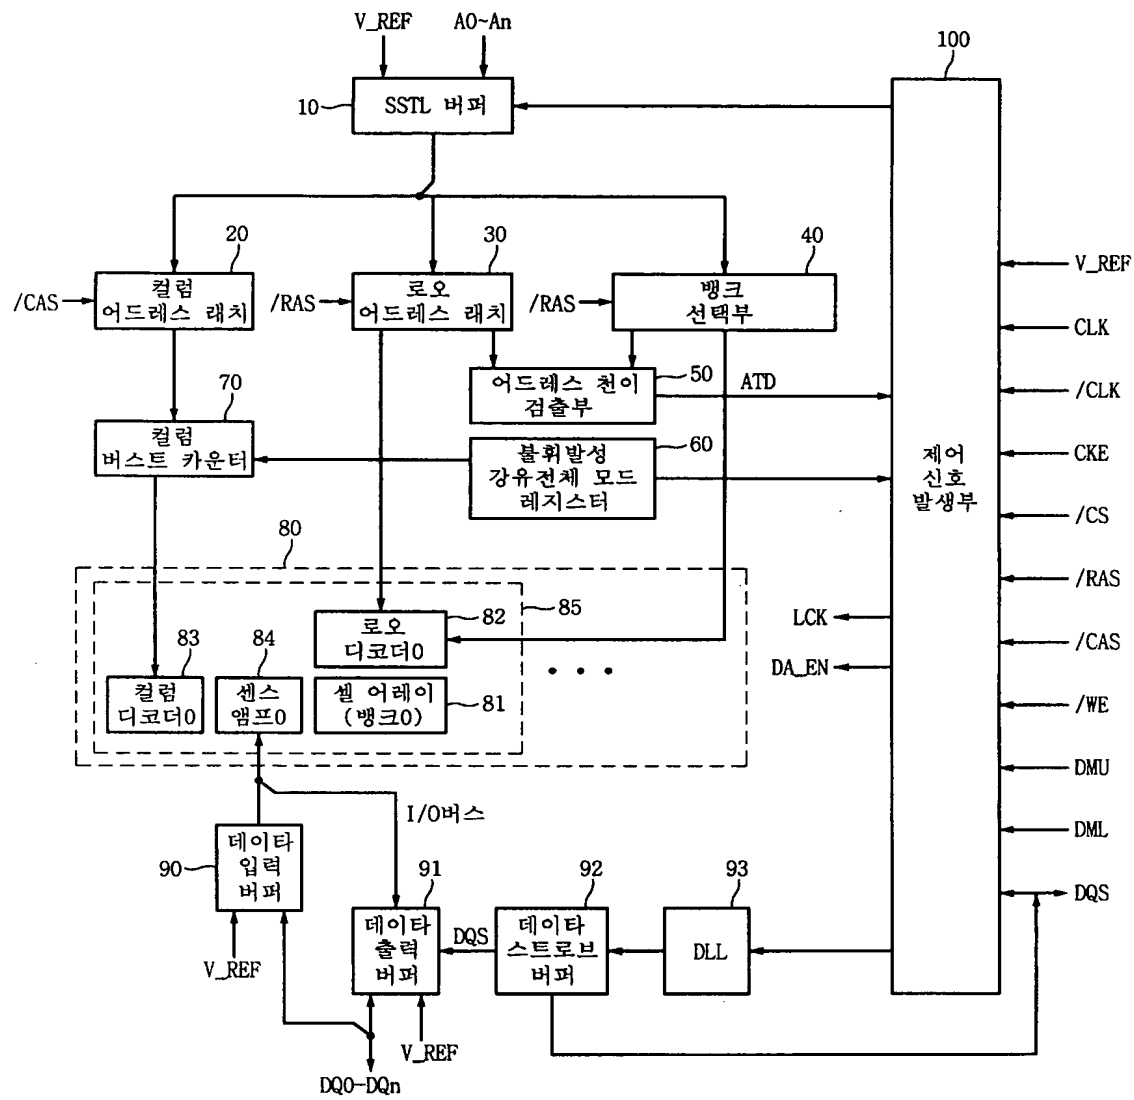 V_REF
A0~An
100
10
SSTL 버퍼
20
30
40
/CAS
컬럼
어드레스 래치
/RAS
로오
어드레스 래치
/RAS
뱅크
선택부
V_REF
CLK
/CLK
CKE
/CS
/RAS
/CAS
/WE
DMU
DML
DQS
50
어드레스 천이
검출부
ATD
70
컬럼
버스트 카운터
60
불휘발성
강유전체 모드
레지스터
제어
신호
발생부
80
85
82
로오
디코더0
LCK
DA_EN
83
컬럼
디코더0
84
센스
앰프0
81
셀 어레이
(뱅크0)
I/O버스
90
데이타
입력
버퍼
V_REF
91
데이타
출력
버퍼
V_REF
DQS
92
데이타
스트로브
버퍼
93
DLL
DQ0-DQn